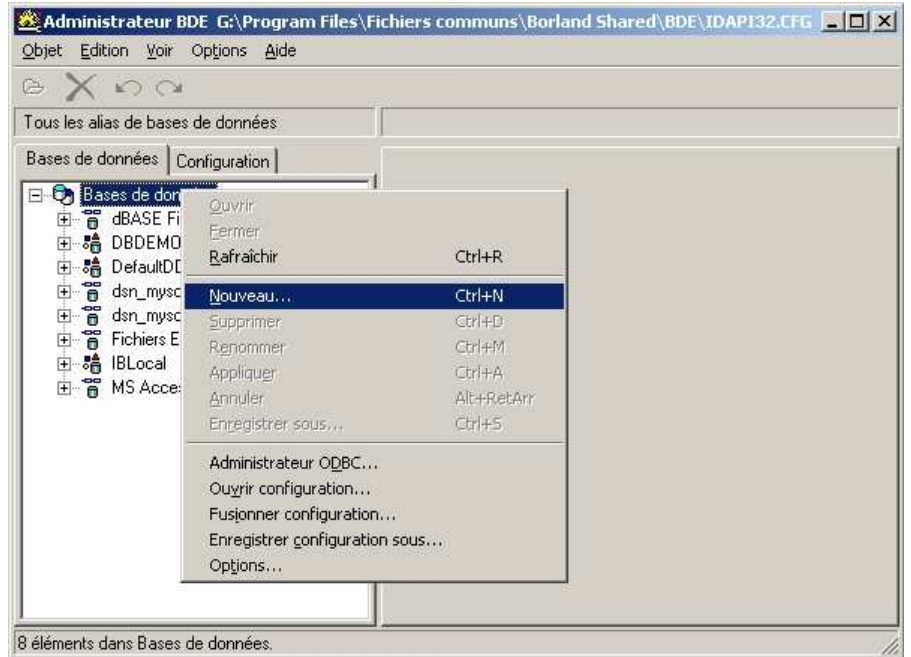 Administrateur BDE G:\Program Files\Fichiers communs\Borland Shared\BDE\IDAPI32.CFG
Objet Edition Voir Options Aide
Tous les alias de bases de données
Bases de données Configuration
Bases de don
dBASE Fi
DBDEMO
DefaultDD
dsn_mysc
dsn_mysc
Fichiers E
IBLocal
MS Acce
Ouvrir
Fermer
Rafraîchir Ctrl+R
Nouveau... Ctrl+N
Supprimer Ctrl+D
Renommer Ctrl+M
Appliquer Ctrl+A
Annuler Alt+RetArr
Enregistrer sous... Ctrl+S
Administrateur ODBC...
Ouvrir configuration...
Fusionner configuration...
Enregistrer configuration sous...
Options...
8 éléments dans Bases de données.